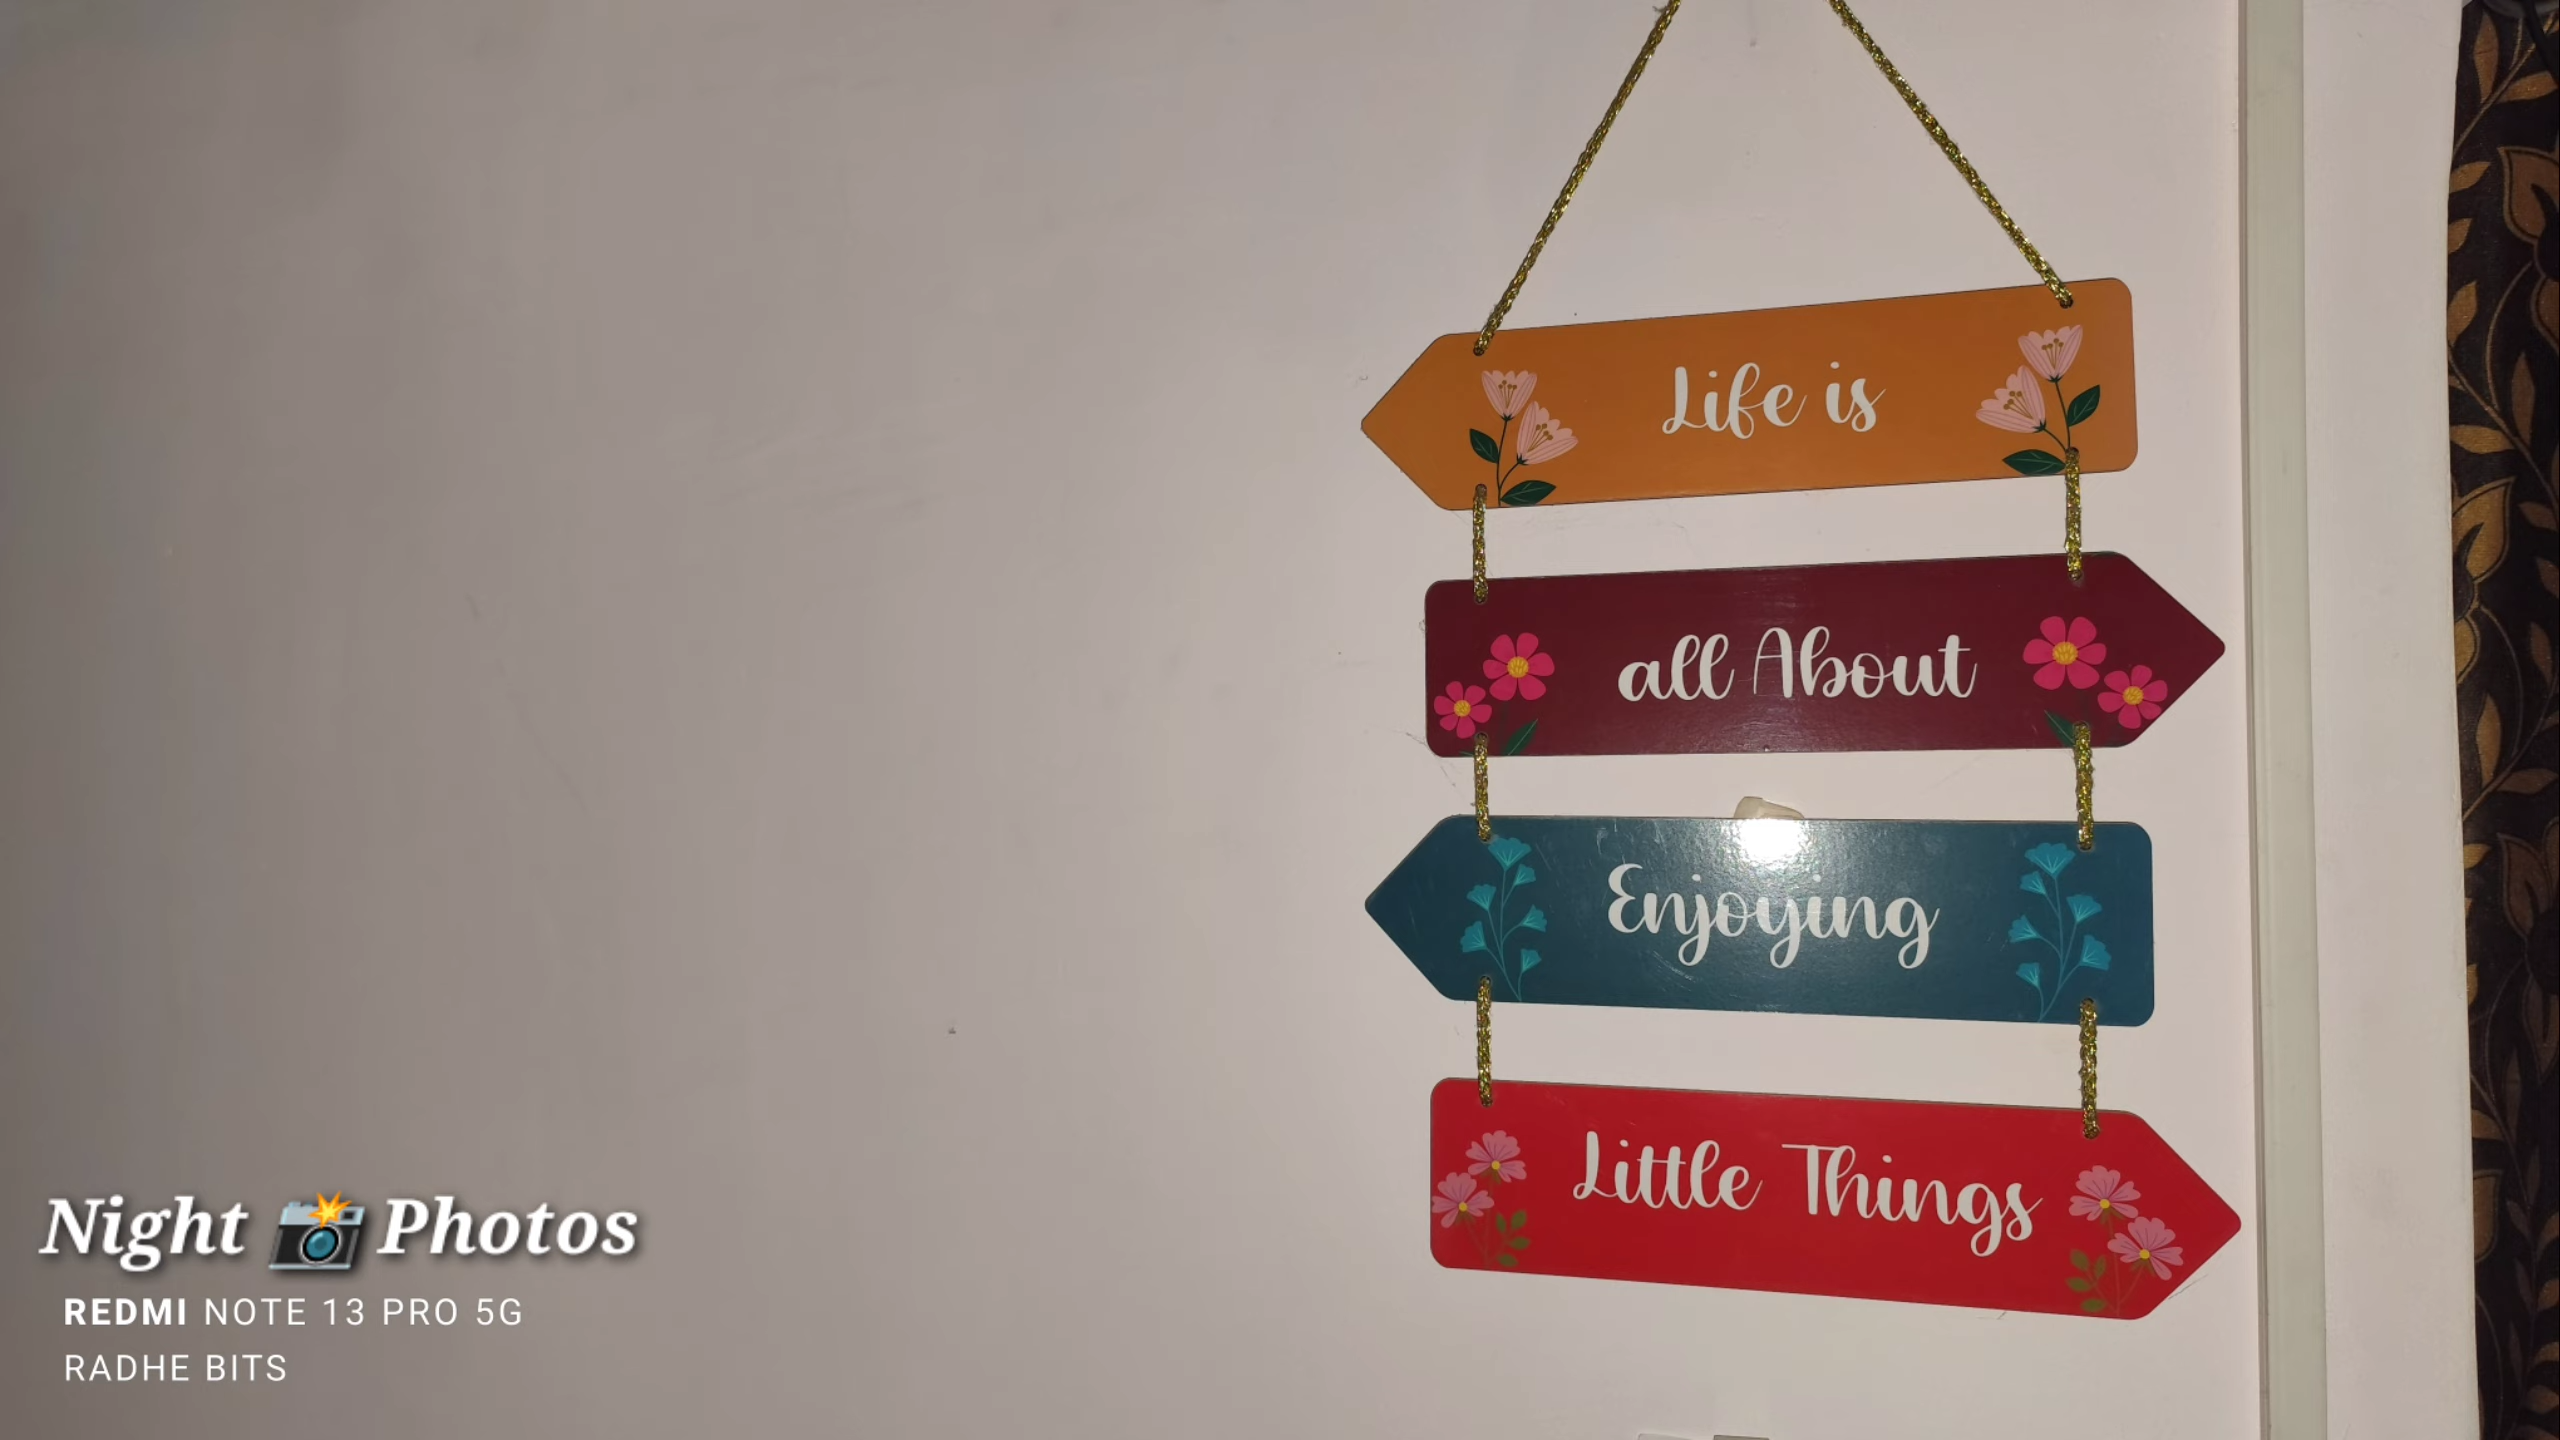 Life is
all About
Enjoying
Little Things
Night 📸 Photos
REDMI NOTE 13 PRO 5G
RADHE BITS